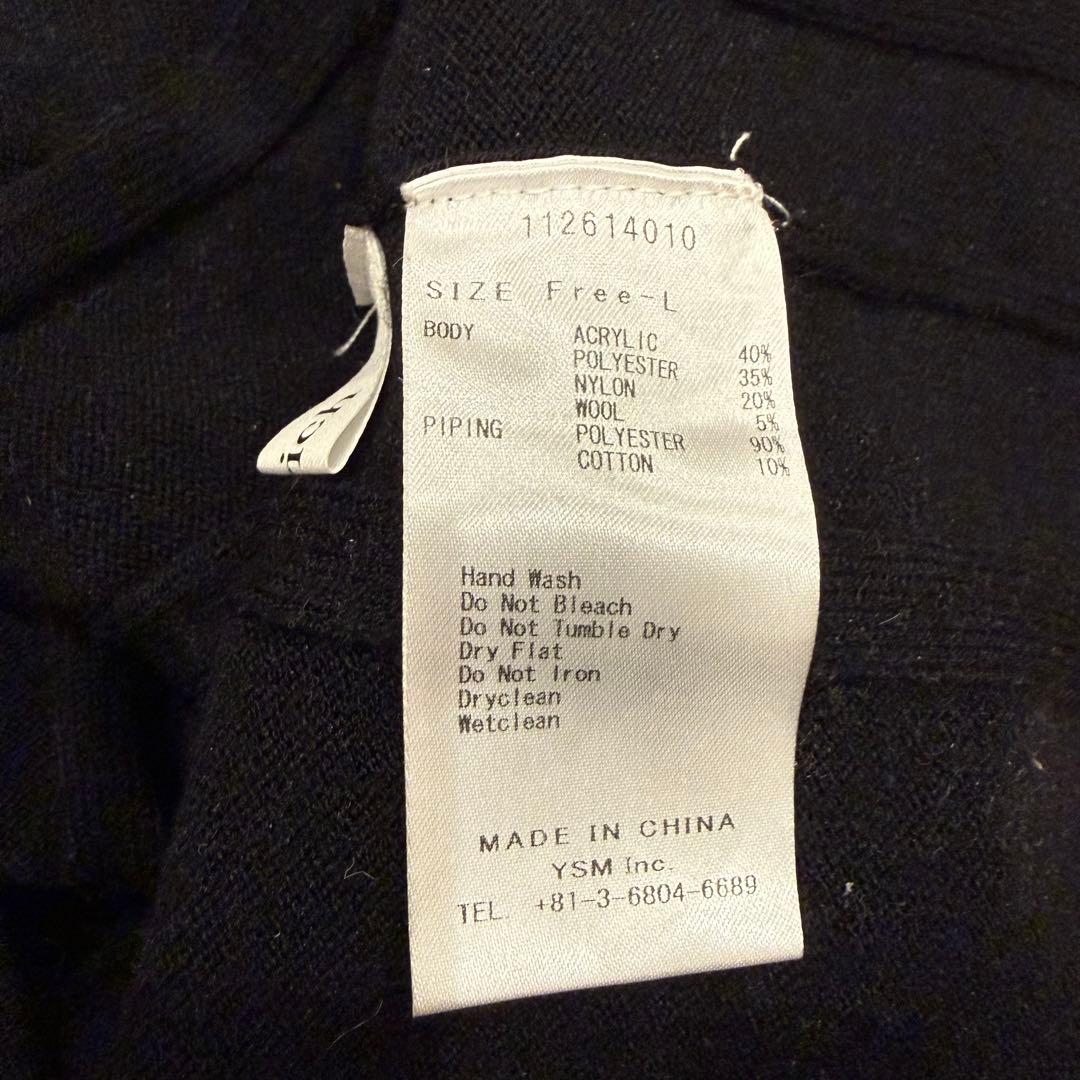 112614010
SIZE Free-L
BODY ACRYLIC 40%
POLYESTER 35%
NYLON 20%
WOOL 5%
PIPING POLYESTER 90%
COTTON 10%
Hand Wash
Do Not Bleach
Do Not Tumble Dry
Dry Flat
Do Not Iron
Dryclean
Wetclean
MADE IN CHINA
YSM Inc.
TEL. +81-3-6804-6689